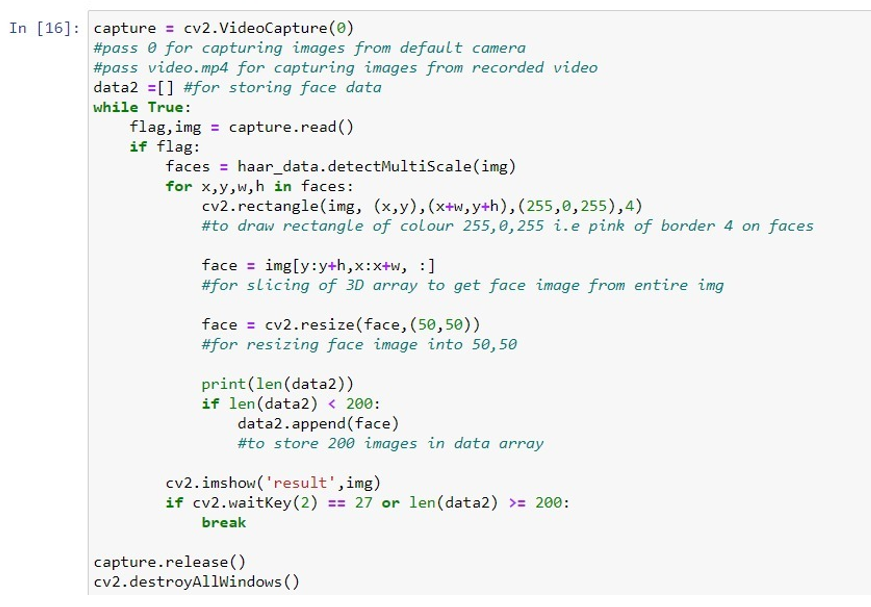 In [16]: capture = cv2.VideoCapture(0)
#pass 0 for capturing images from default camera
#pass video.mp4 for capturing images from recorded video
data2 =[] #for storing face data
while True:
    flag,img = capture.read()
    if flag:
        faces = haar_data.detectMultiScale(img)
        for x,y,w,h in faces:
            cv2.rectangle(img, (x,y),(x+w,y+h),(255,0,255),4)
            #to draw rectangle of colour 255,0,255 i.e pink of border 4 on faces
            face = img[y:y+h,x:x+w, :]
            #for slicing of 3D array to get face image from entire img
            face = cv2.resize(face,(50,50))
            #for resizing face image into 50,50
            print(len(data2))
            if len(data2) < 200:
                data2.append(face)
                #to store 200 images in data array
        cv2.imshow('result',img)
        if cv2.waitKey(2) == 27 or len(data2) >= 200:
            break
capture.release()
cv2.destroyAllWindows()